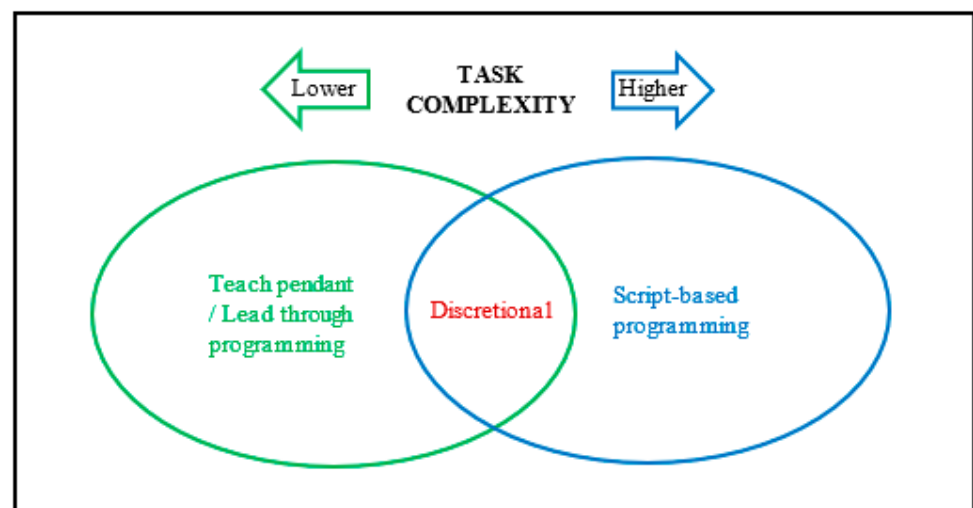 TASK
Lower COMPLEXITY Higher
Teach pendant
/ Lead through
programming
Discretional
Script-based
programming